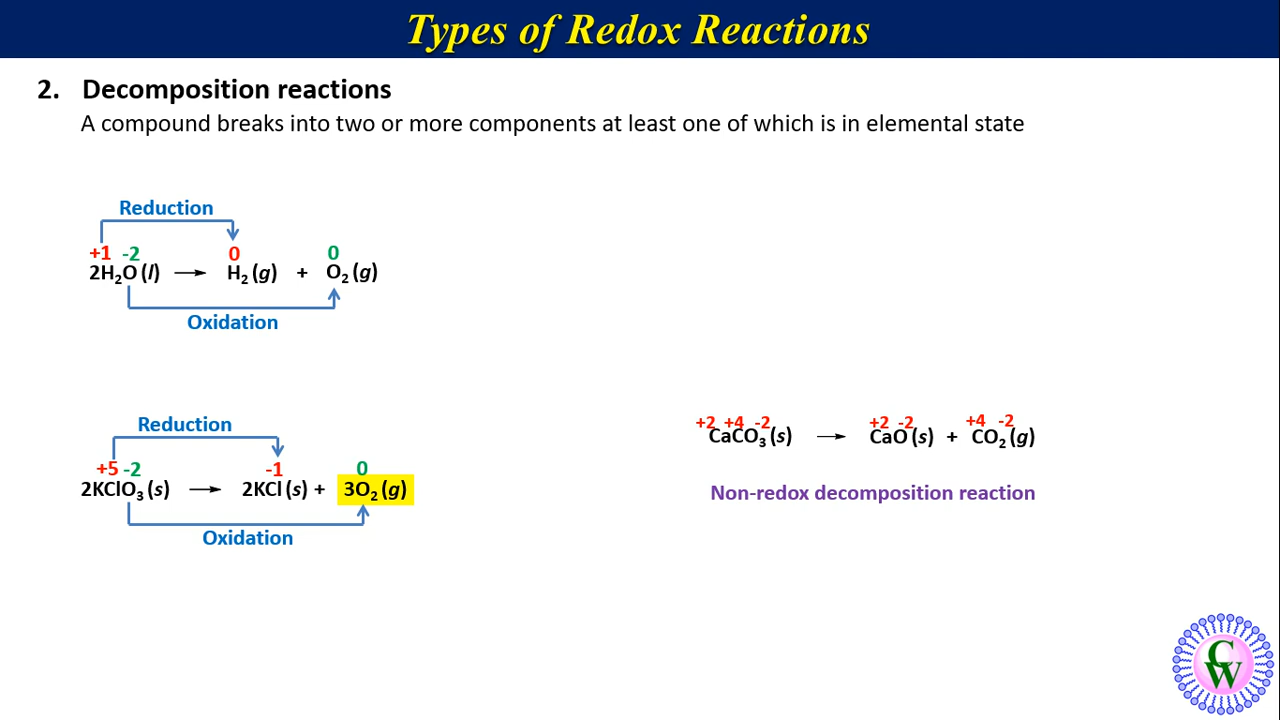 Types of Redox Reactions
2. Decomposition reactions
A compound breaks into two or more components at least one of which is in elemental state
Reduction
+1 -2 0 0
2H₂O (l) → H₂ (g) + O₂ (g)
Oxidation
Reduction
+5 -2 -1 0
2KClO₃ (s) → 2KCl (s) + 3O₂ (g)
Oxidation
+2 +4 -2 +2 -2 +4 -2
CaCO₃ (s) → CaO (s) + CO₂ (g)
Non-redox decomposition reaction
CW